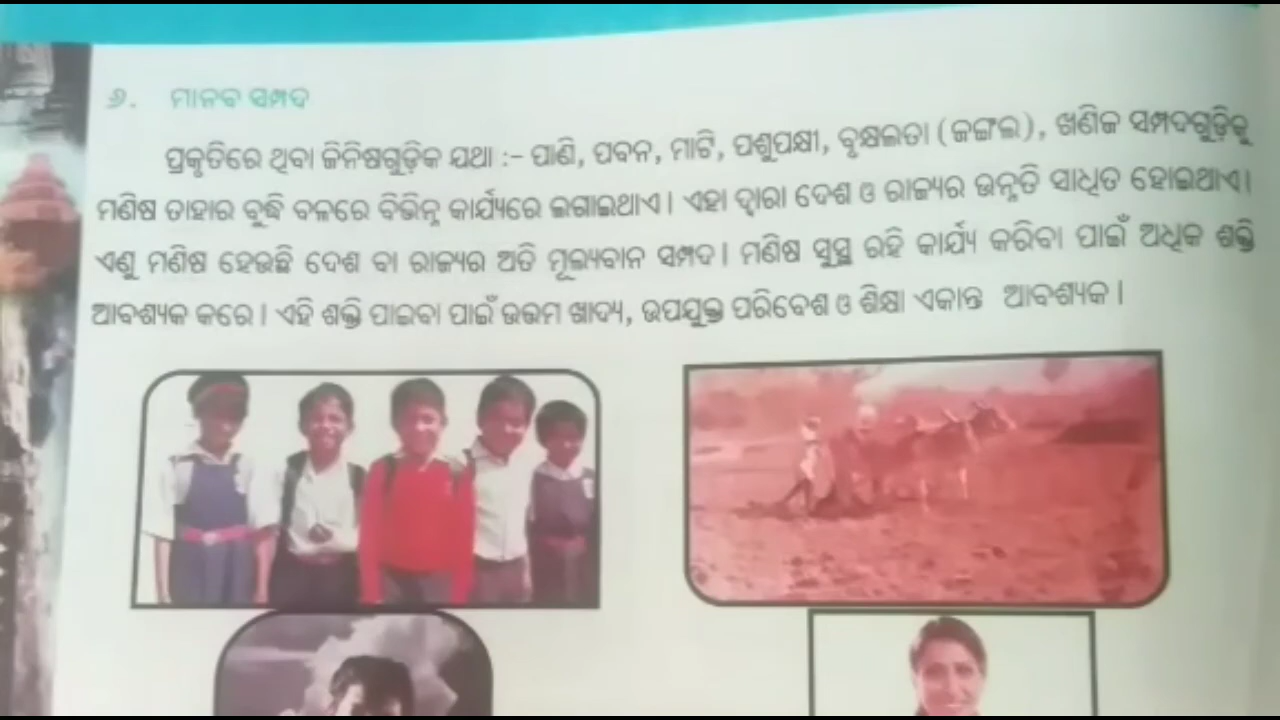 ୬. ମାନବ ସମ୍ପଦ
ପ୍ରକୃତିରେ ଥିବା ଜିନିଷଗୁଡ଼ିକ ଯଥା :– ପାଣି, ପବନ, ମାଟି, ପଶୁପକ୍ଷୀ, ବୃକ୍ଷଲତା (ଜଙ୍ଗଲ), ଖଣିଜ ସମ୍ପଦଗୁଡ଼ିକୁ
ମଣିଷ ତାହାର ବୁଦ୍ଧି ବଳରେ ବିଭିନ୍ନ କାର୍ଯ୍ୟରେ ଲଗାଇଥାଏ। ଏହା ଦ୍ୱାରା ଦେଶ ଓ ରାଜ୍ୟର ଉନ୍ନତି ସାଧିତ ହୋଇଥାଏ।
ଏଣୁ ମଣିଷ ହେଉଛି ଦେଶ ବା ରାଜ୍ୟର ଅତି ମୂଲ୍ୟବାନ ସମ୍ପଦ। ମଣିଷ ସୁସ୍ଥ ରହି କାର୍ଯ୍ୟ କରିବା ପାଇଁ ଅଧିକ ଶକ୍ତି
ଆବଶ୍ୟକ କରେ। ଏହି ଶକ୍ତି ପାଇବା ପାଇଁ ଉତ୍ତମ ଖାଦ୍ୟ, ଉପଯୁକ୍ତ ପରିବେଶ ଓ ଶିକ୍ଷା ଏକାନ୍ତ ଆବଶ୍ୟକ।